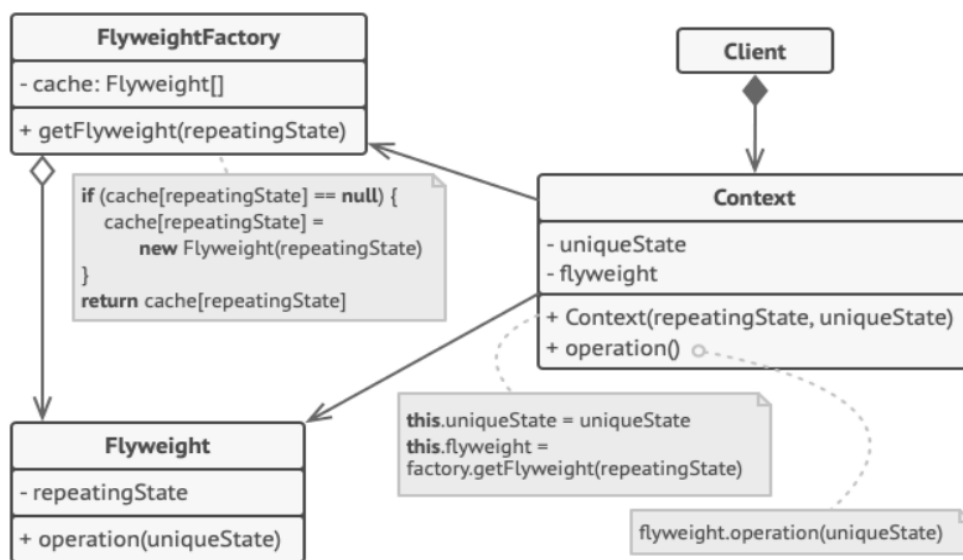 FlyweightFactory
- cache: Flyweight[]
+ getFlyweight(repeatingState)
if (cache[repeatingState] == null) {
cache[repeatingState] =
new Flyweight(repeatingState)
}
return cache[repeatingState]
Client
Context
- uniqueState
- flyweight
+ Context(repeatingState, uniqueState)
+ operation()
this.uniqueState = uniqueState
this.flyweight =
factory.getFlyweight(repeatingState)
flyweight.operation(uniqueState)
Flyweight
- repeatingState
+ operation(uniqueState)